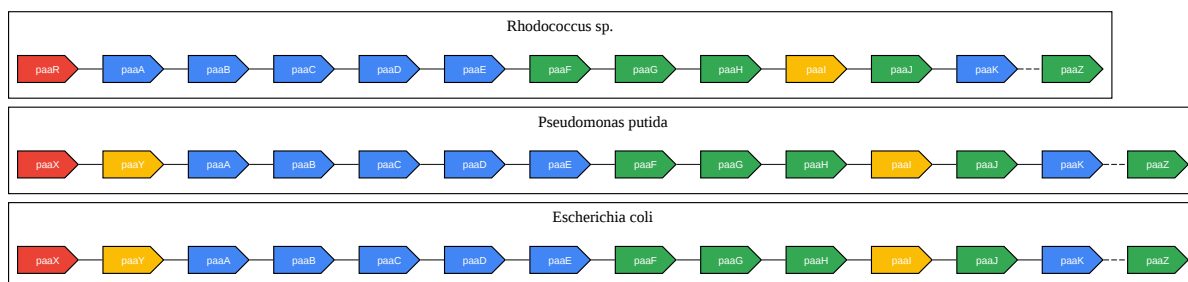 Rhodococcus sp.
paaR paaA paaB paaC paaD paaE paaF paaG paaH paaI paaJ paaK paaZ
Pseudomonas putida
paaX paaY paaA paaB paaC paaD paaE paaF paaG paaH paaI paaJ paaK paaZ
Escherichia coli
paaX paaY paaA paaB paaC paaD paaE paaF paaG paaH paaI paaJ paaK paaZ